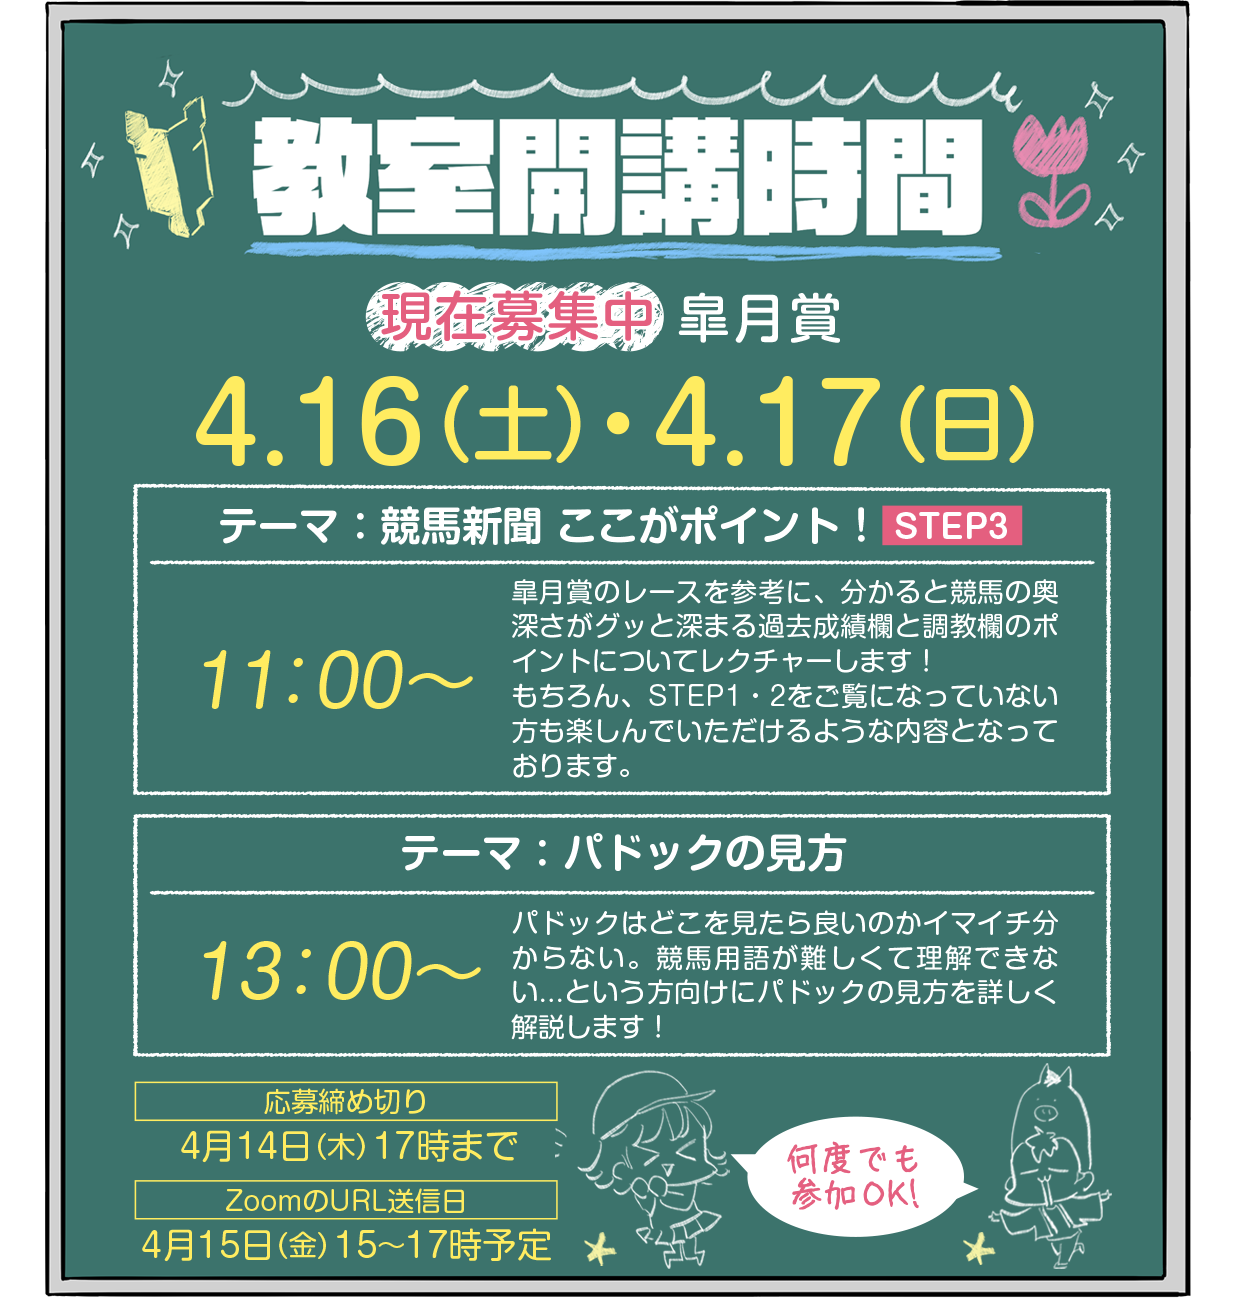 教室開講時間
現在募集中 皐月賞
4.16(土)・4.17(日)
テーマ：競馬新聞 ここがポイント！ STEP3
11：00〜
皐月賞のレースを参考に、分かると競馬の奥
深さがグッと深まる過去成績欄と調教欄のポ
イントについてレクチャーします！
もちろん、STEP1・2をご覧になっていない
方も楽しんでいただけるような内容となって
おります。
テーマ：パドックの見方
13：00〜
パドックはどこを見たら良いのかイマイチ分
からない。競馬用語が難しくて理解できな
い...という方向けにパドックの見方を詳しく
解説します！
応募締め切り
4月14日(木)17時まで
ZoomのURL送信日
4月15日(金)15〜17時予定
何度でも
参加OK!